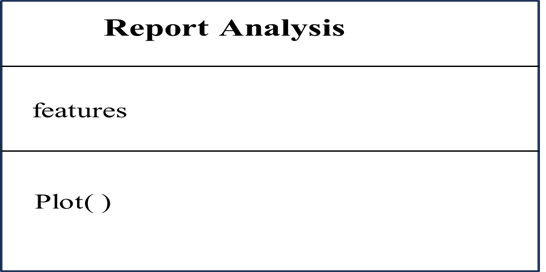 Report Analysis
features
Plot( )